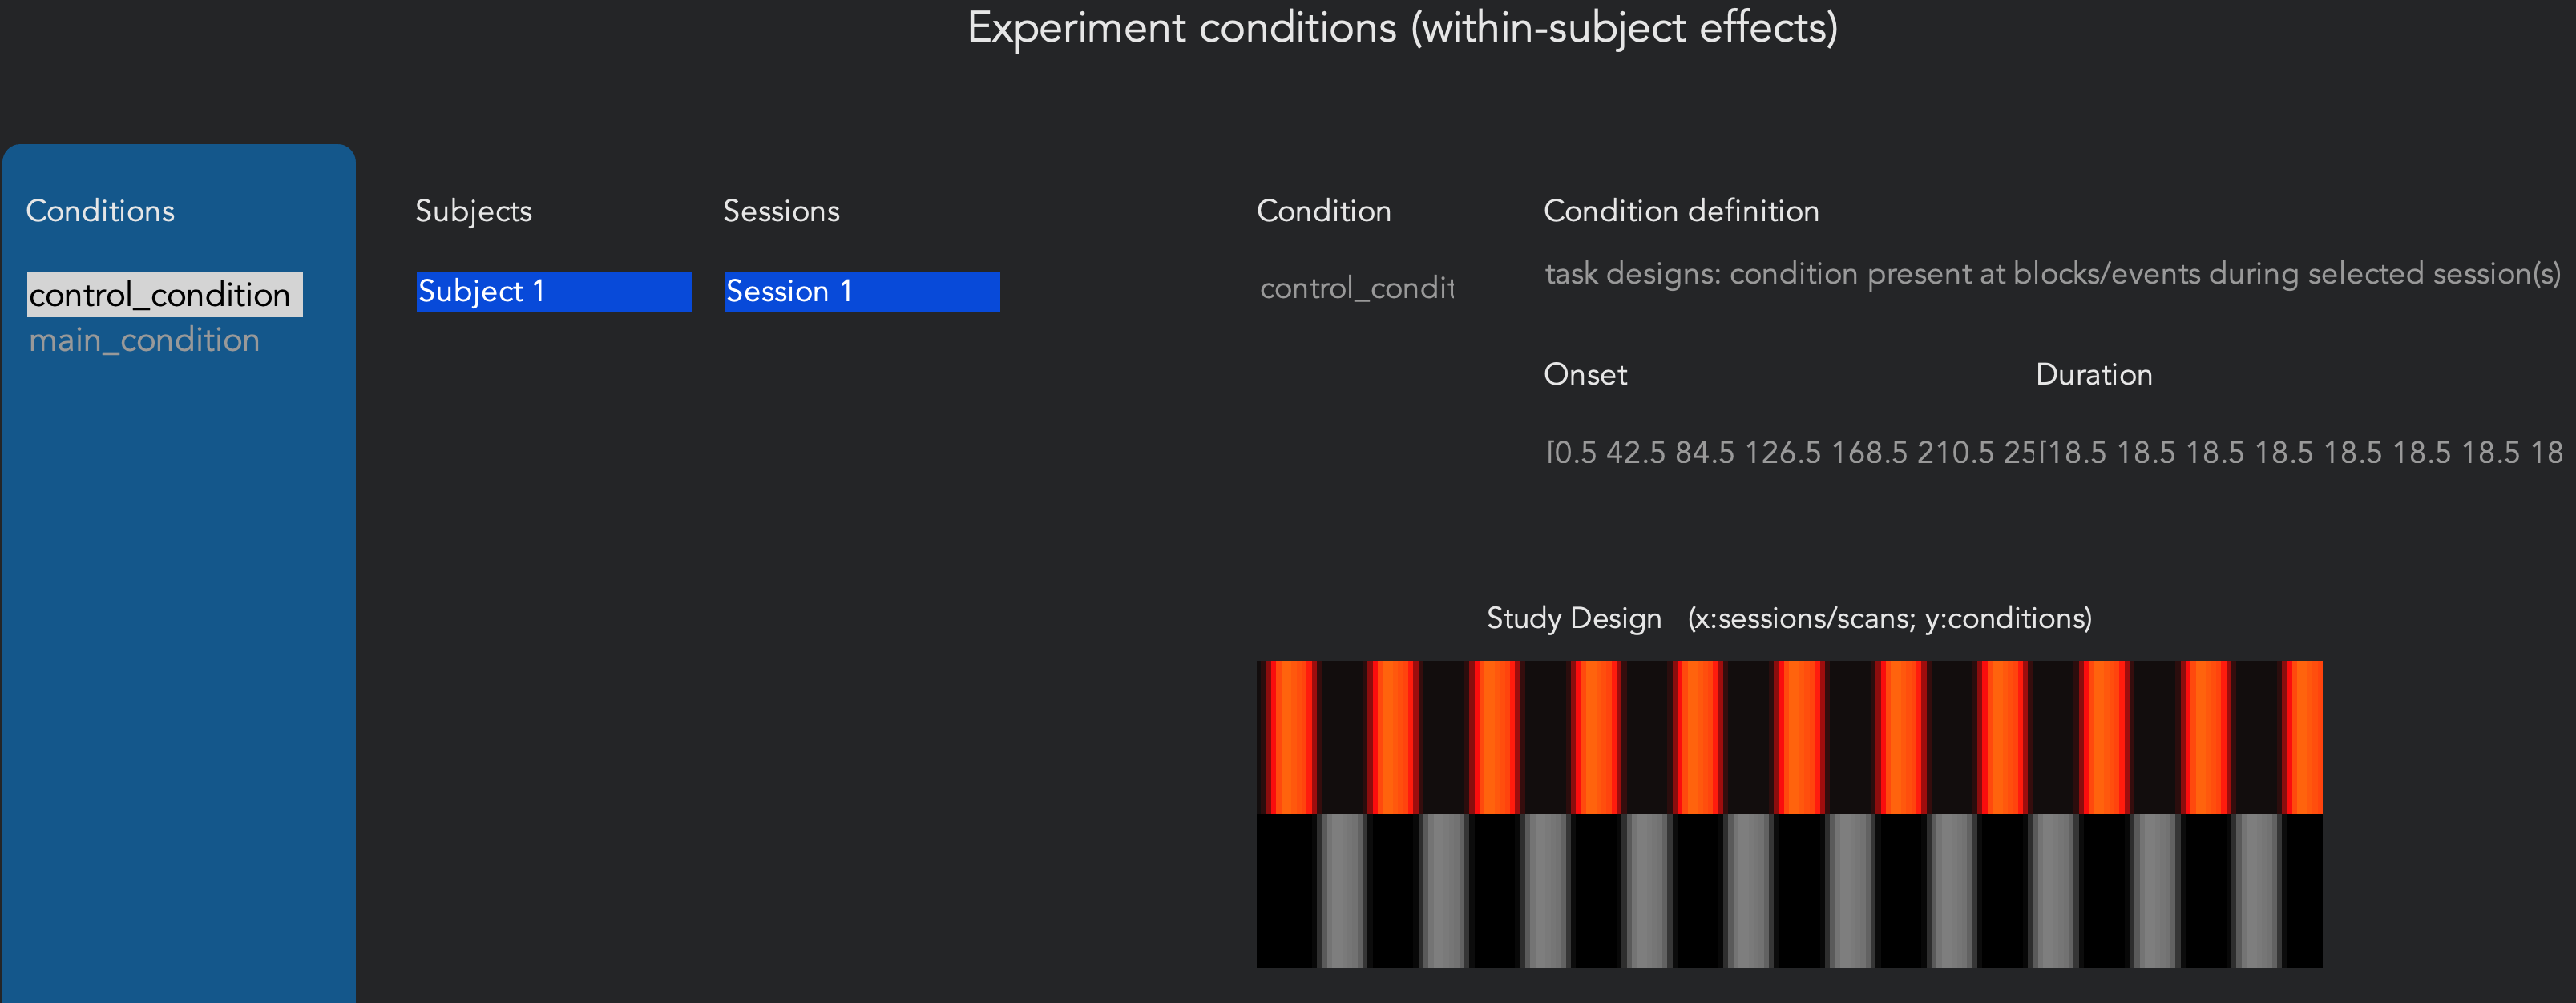 Experiment conditions (within-subject effects)
Conditions
control_condition
main_condition
Subjects
Subject 1
Sessions
Session 1
Condition
control_condit
Condition definition
task designs: condition present at blocks/events during selected session(s)
Onset
[0.5 42.5 84.5 126.5 168.5 210.5 25
Duration
[18.5 18.5 18.5 18.5 18.5 18.5 18.5 18
Study Design (x:sessions/scans; y:conditions)